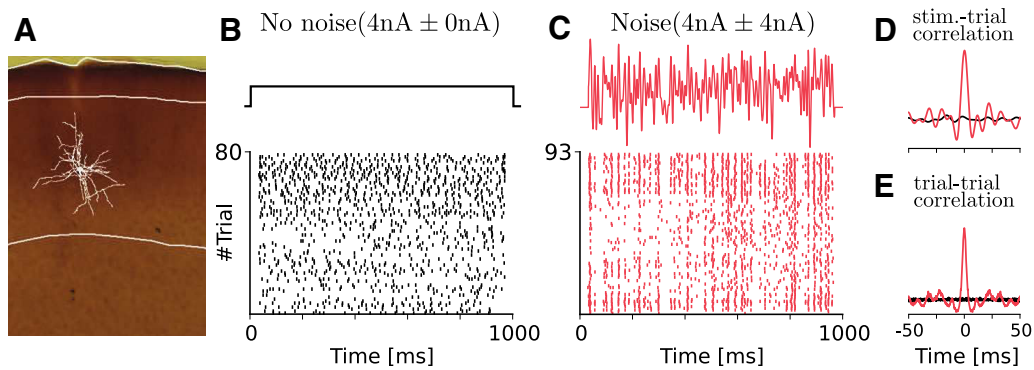 A
B
No noise(4nA ± 0nA)
80
#Trial
0
1000
Time [ms]
C
Noise(4nA ± 4nA)
93
0
1000
Time [ms]
D
stim.-trial
correlation
E
trial-trial
correlation
-50
0
50
Time [ms]